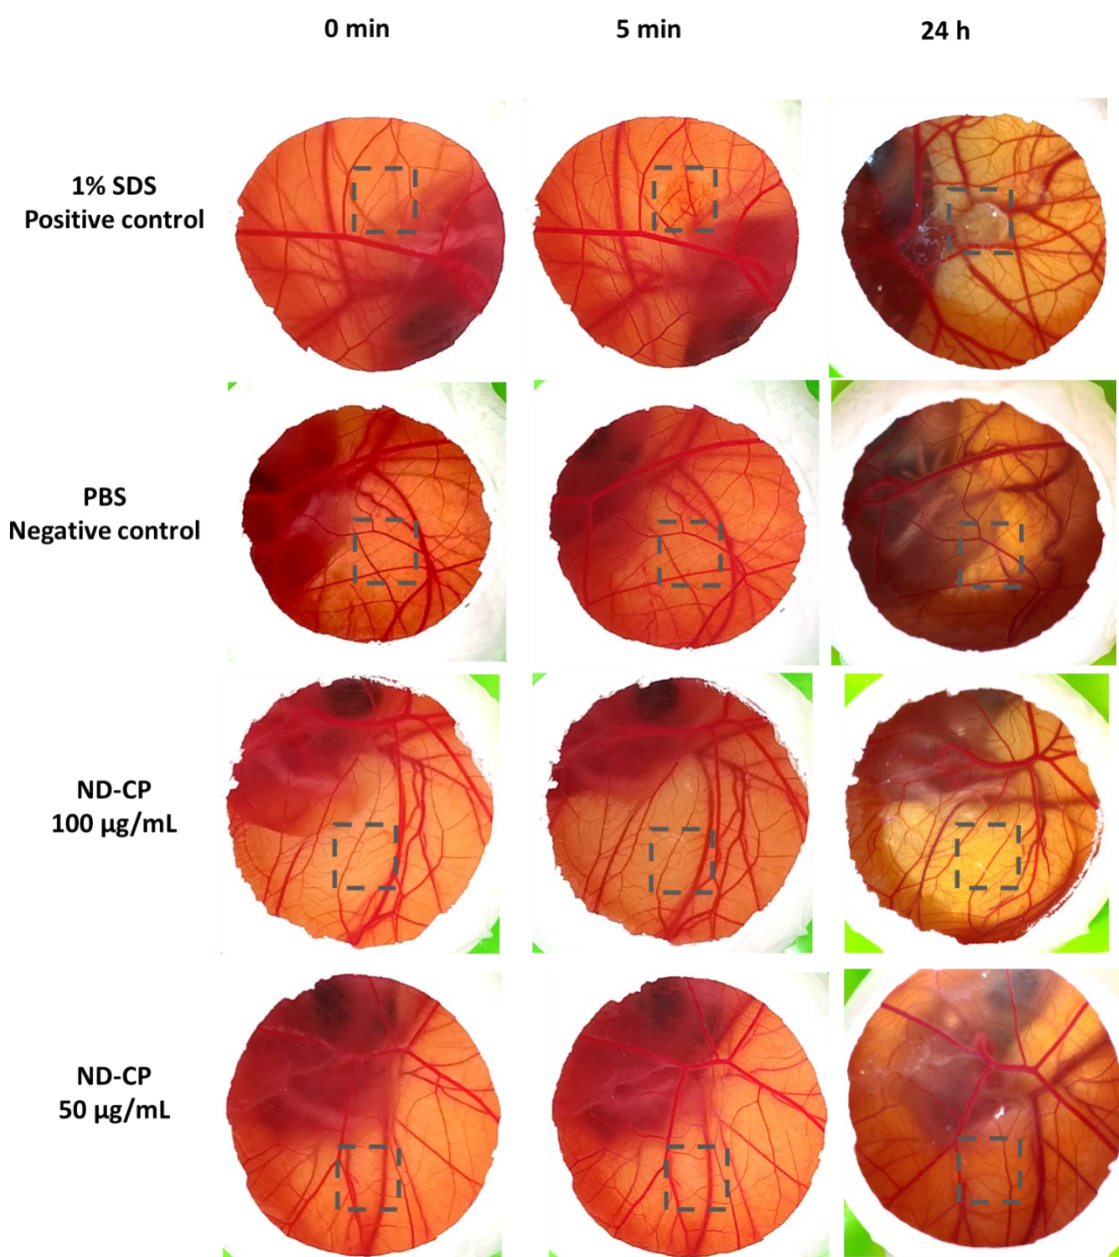 0 min 5 min 24 h
1% SDS
Positive control
PBS
Negative control
ND-CP
100 µg/mL
ND-CP
50 µg/mL